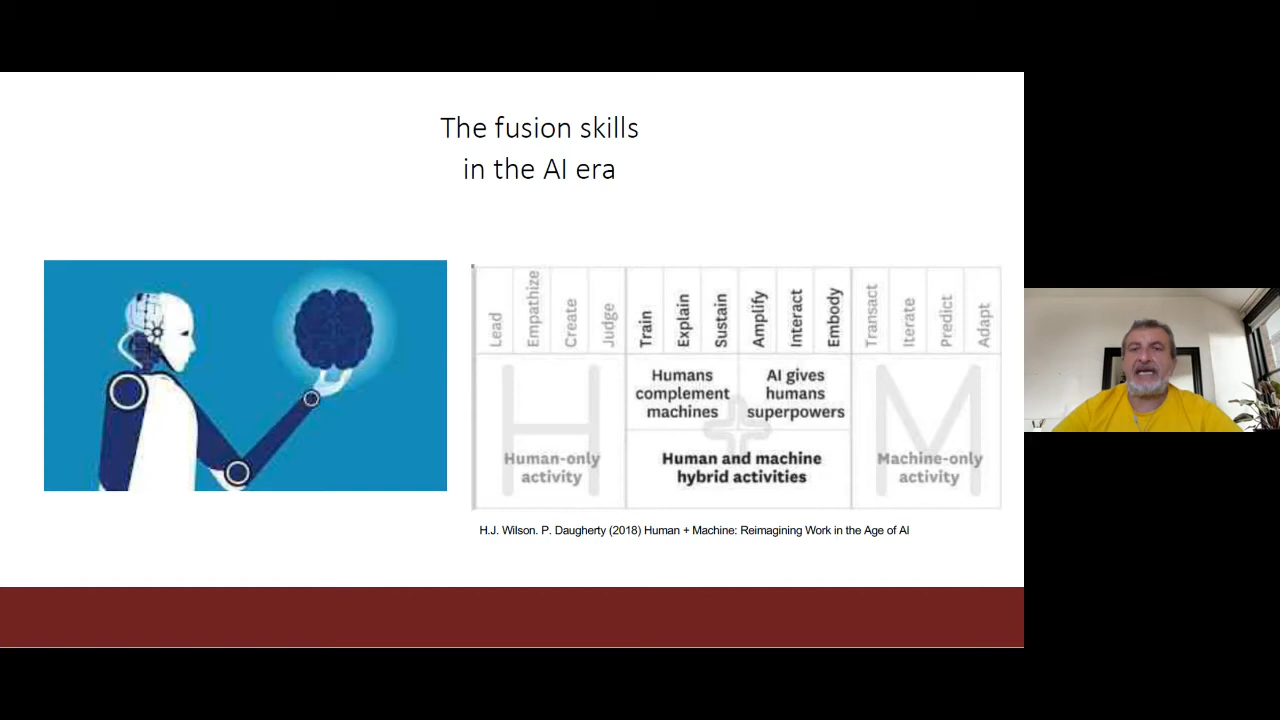 The fusion skills
in the AI era
Lead
Empathize
Create
Judge
Train
Explain
Sustain
Amplify
Interact
Embody
Transact
Iterate
Predict
Adapt
Humans
complement
machines
AI gives
humans
superpowers
H
Human-only
activity
Human and machine
hybrid activities
M
Machine-only
activity
H.J. Wilson. P. Daugherty (2018) Human + Machine: Reimagining Work in the Age of AI